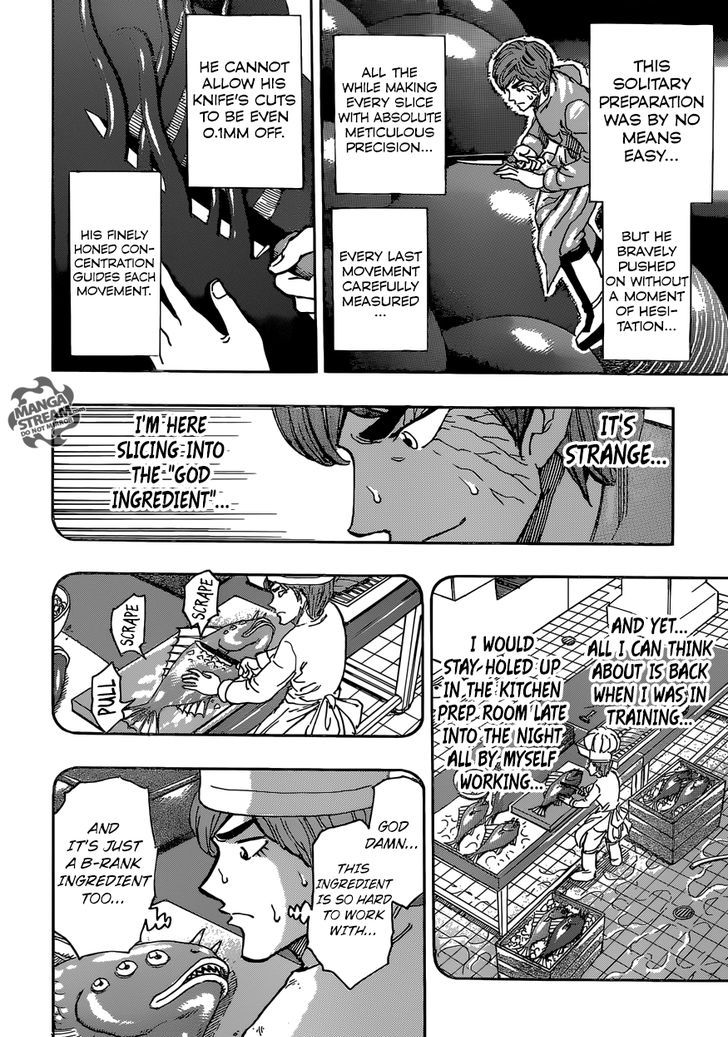 THIS
SOLITARY
PREPARATION
WAS BY NO
MEANS
EASY...
BUT HE
BRAVELY
PUSHED
ON WITHOUT
A MOMENT
OF HESI-
TATION...
ALL THE
WHILE MAKING
EVERY SLICE
WITH ABSOLUTE
METICULOUS
PRECISION...
EVERY LAST
MOVEMENT
CAREFULLY
MEASURED
...
HE CANNOT
ALLOW HIS
KNIFE'S CUTS
TO BE EVEN
0.1MM OFF.
HIS FINELY
HONED CON-
CENTRATION
GUIDES EACH
MOVEMENT.
IT'S
STRANGE...
I'M HERE
SLICING INTO
THE "GOD
INGREDIENT"...
MANGA
STREAM.com
DO NOT MIRROR
AND YET...
ALL I CAN THINK
ABOUT IS BACK
WHEN I WAS IN
TRAINING...
I WOULD
STAY HOLED UP
IN THE KITCHEN
PREP ROOM LATE
INTO THE NIGHT
ALL BY MYSELF
WORKING...
SCRAPE
SCRAPE
PULL
GOD
DAMN...
THIS
INGREDIENT
IS SO HARD
TO WORK
WITH...
AND
IT'S JUST
A B-RANK
INGREDIENT
TOO...